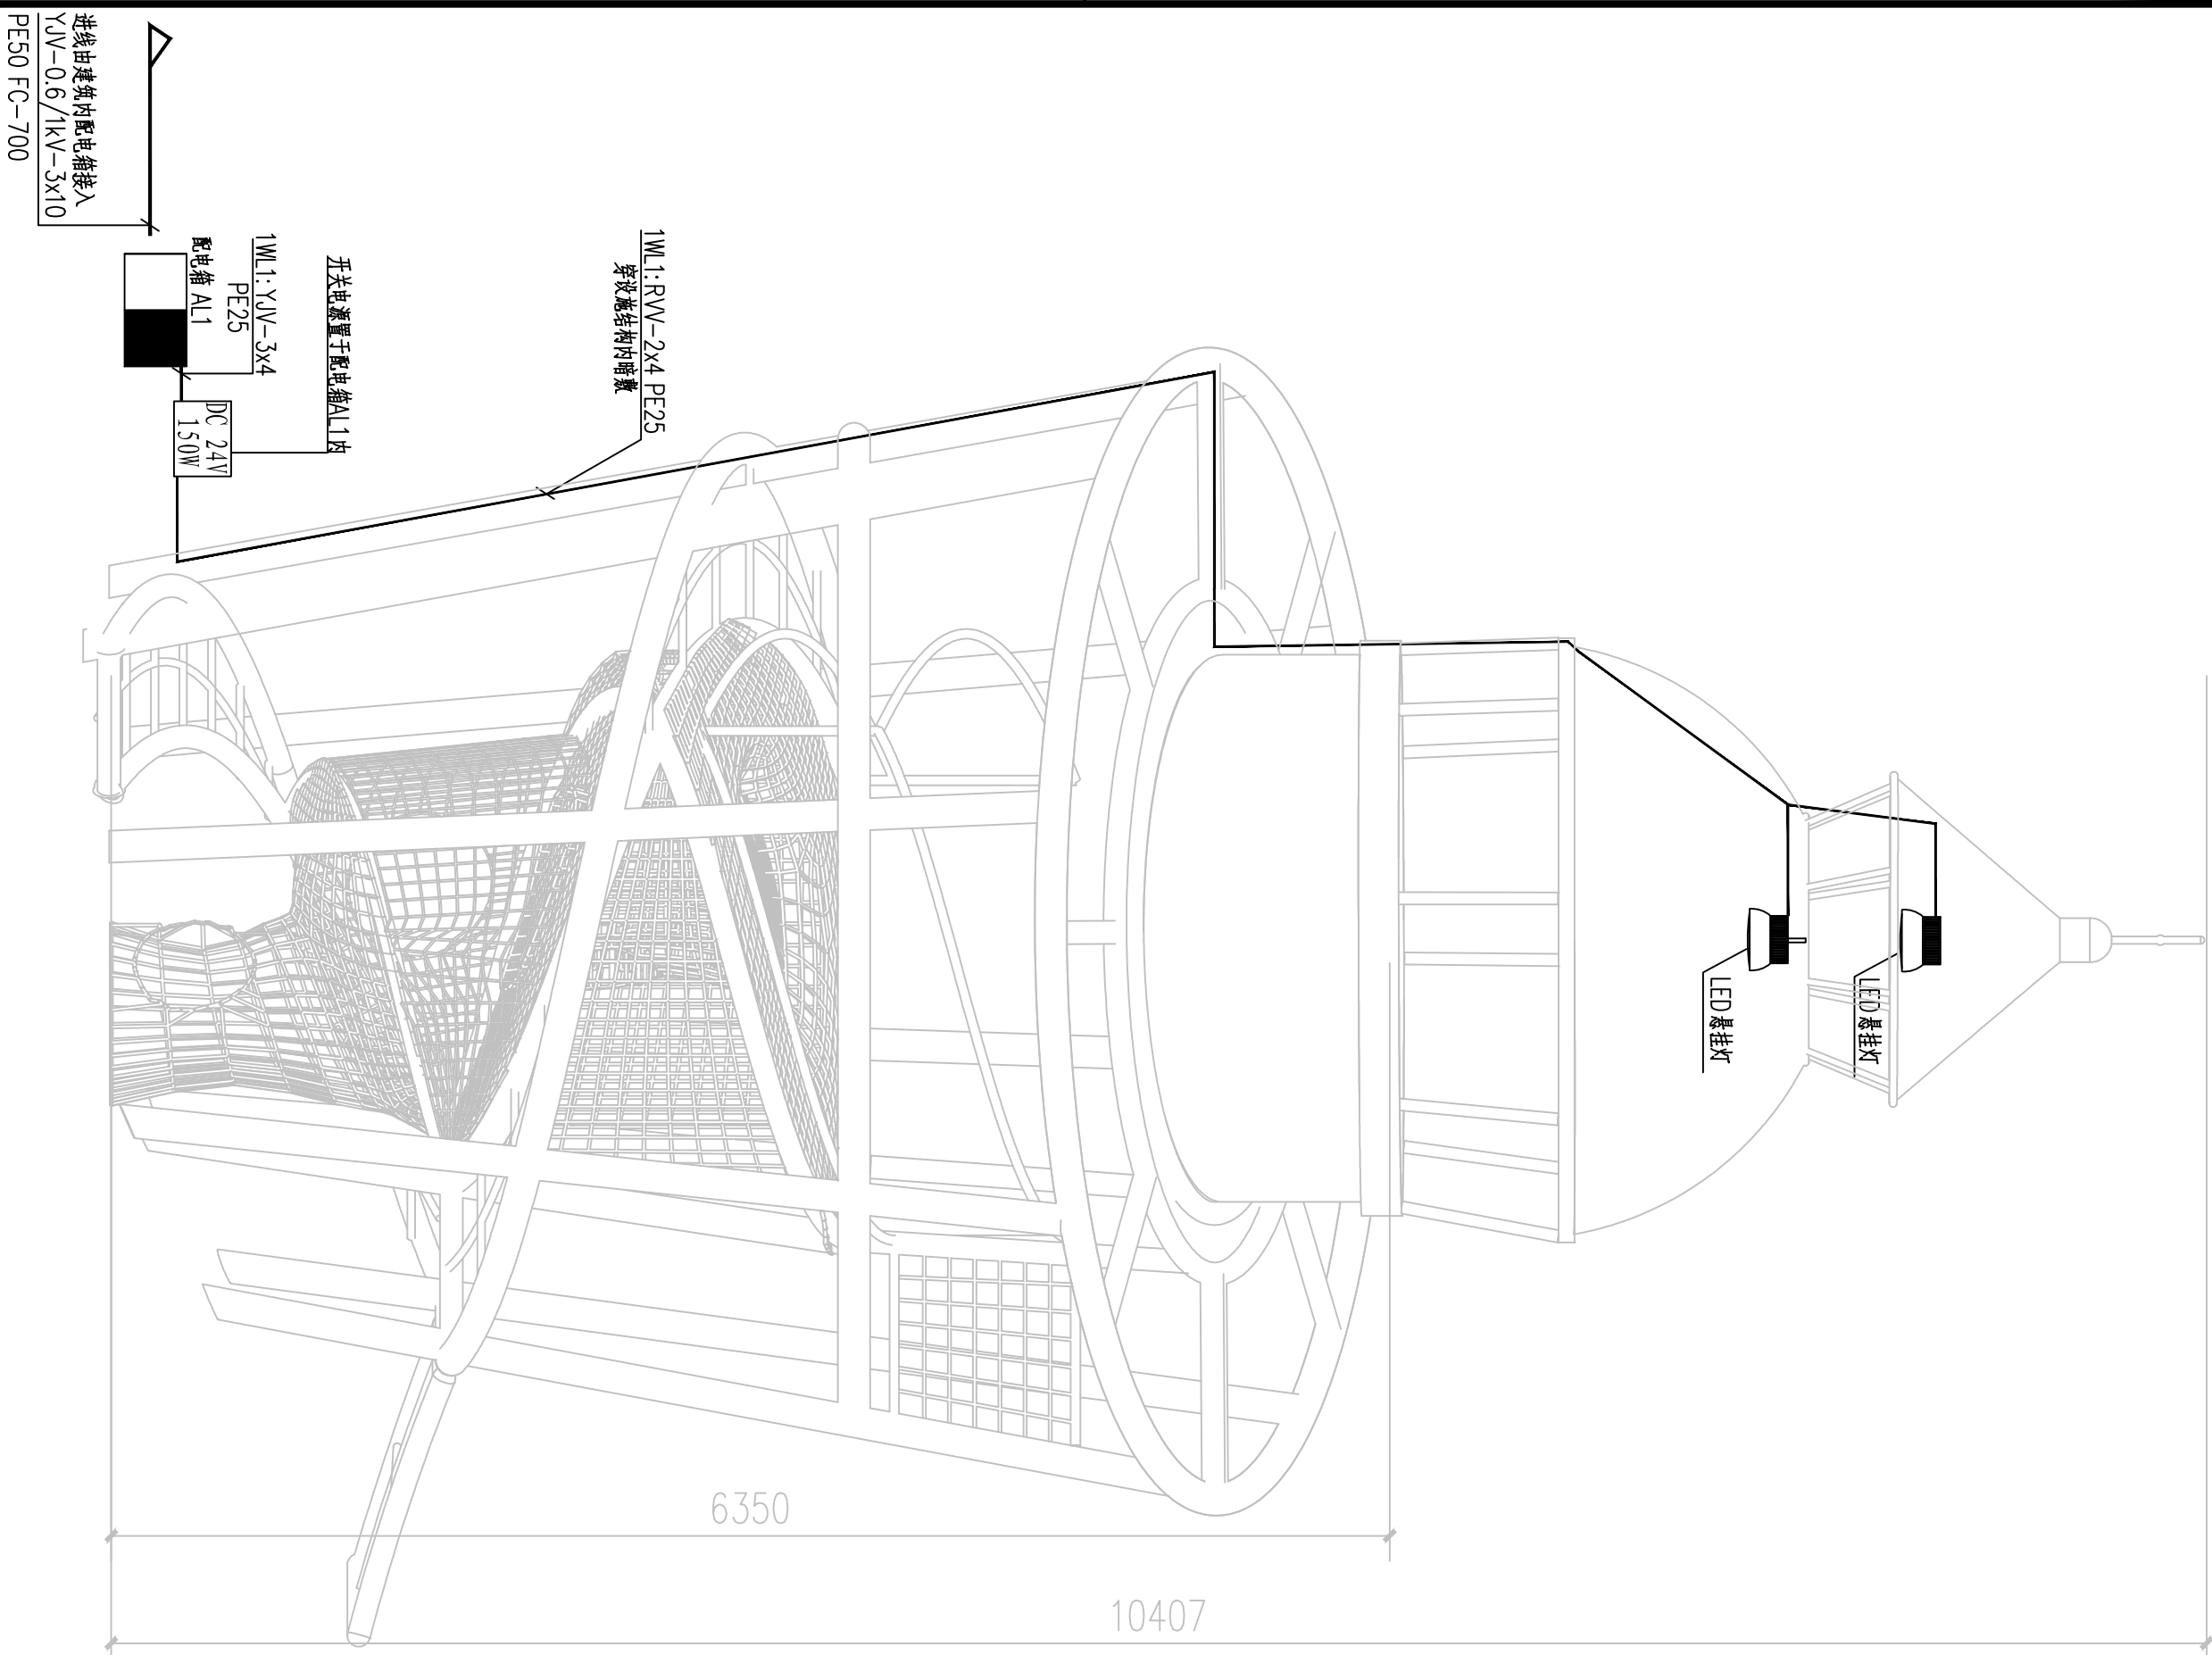 进线由建筑内配电箱接入
YJV-0.6/1kV-3x10
PE50 FC-700
配电箱 AL1
1WL1:YJV-3x4
PE25
DC 24V
150W
开关电源置于配电箱AL1内
1WL1:RVV-2x4 PE25
穿设施结构内暗敷
LED悬挂灯
LED悬挂灯
6350
10407